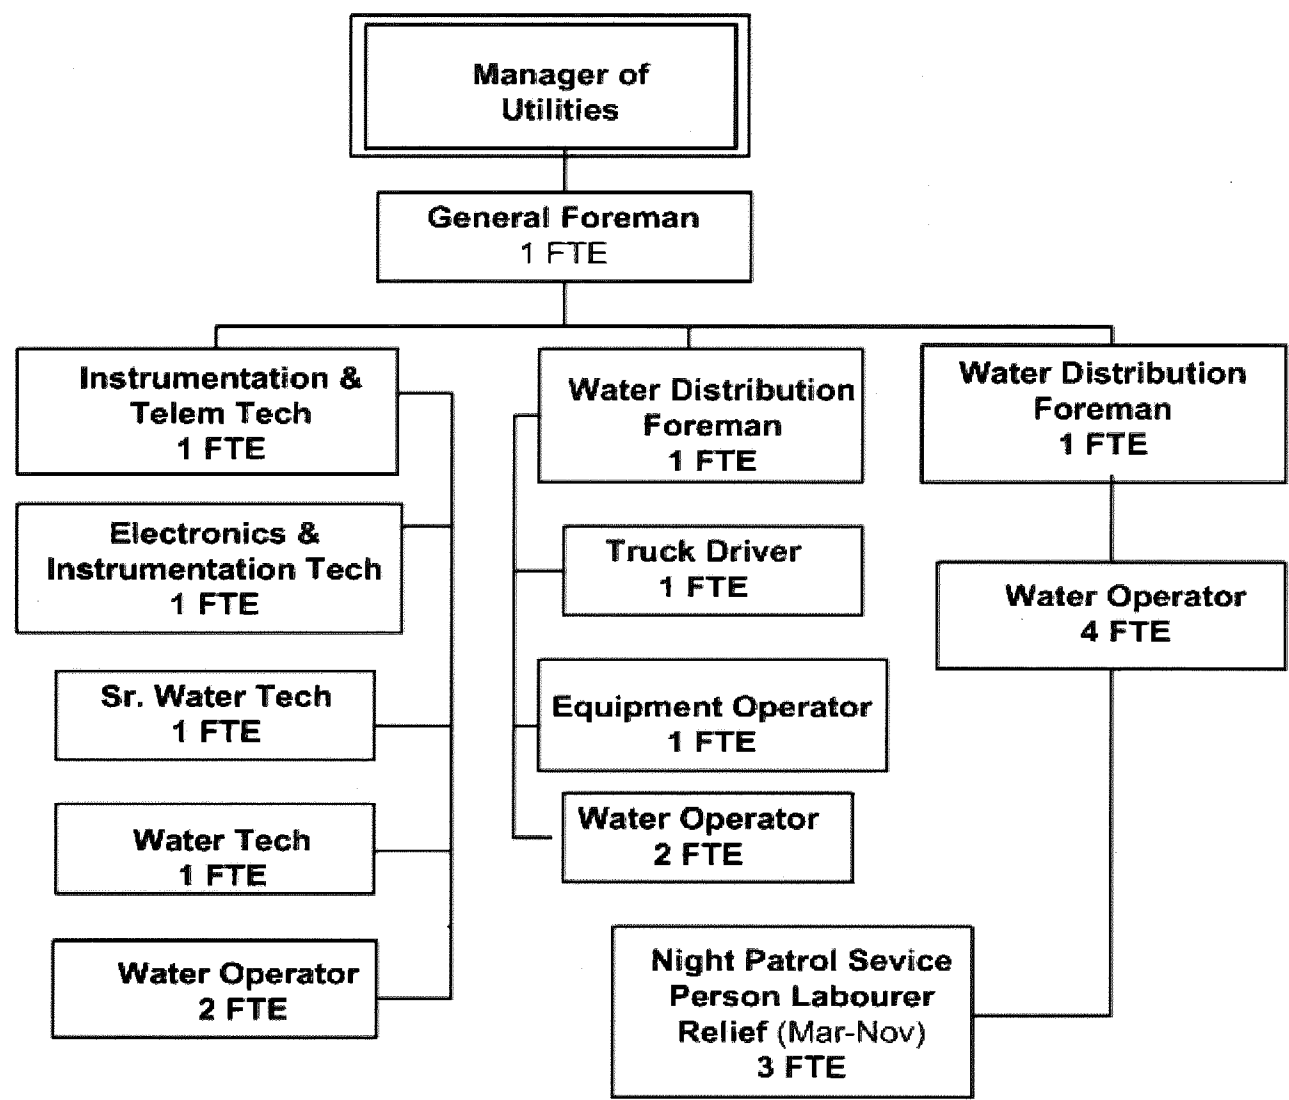 Manager of
Utilities
General Foreman
1 FTE
Instrumentation &
Telem Tech
1 FTE
Electronics &
Instrumentation Tech
1 FTE
Sr. Water Tech
1 FTE
Water Tech
1 FTE
Water Operator
2 FTE
Water Distribution
Foreman
1 FTE
Truck Driver
1 FTE
Equipment Operator
1 FTE
Water Operator
2 FTE
Water Distribution
Foreman
1 FTE
Water Operator
4 FTE
Night Patrol Sevice
Person Labourer
Relief (Mar-Nov)
3 FTE